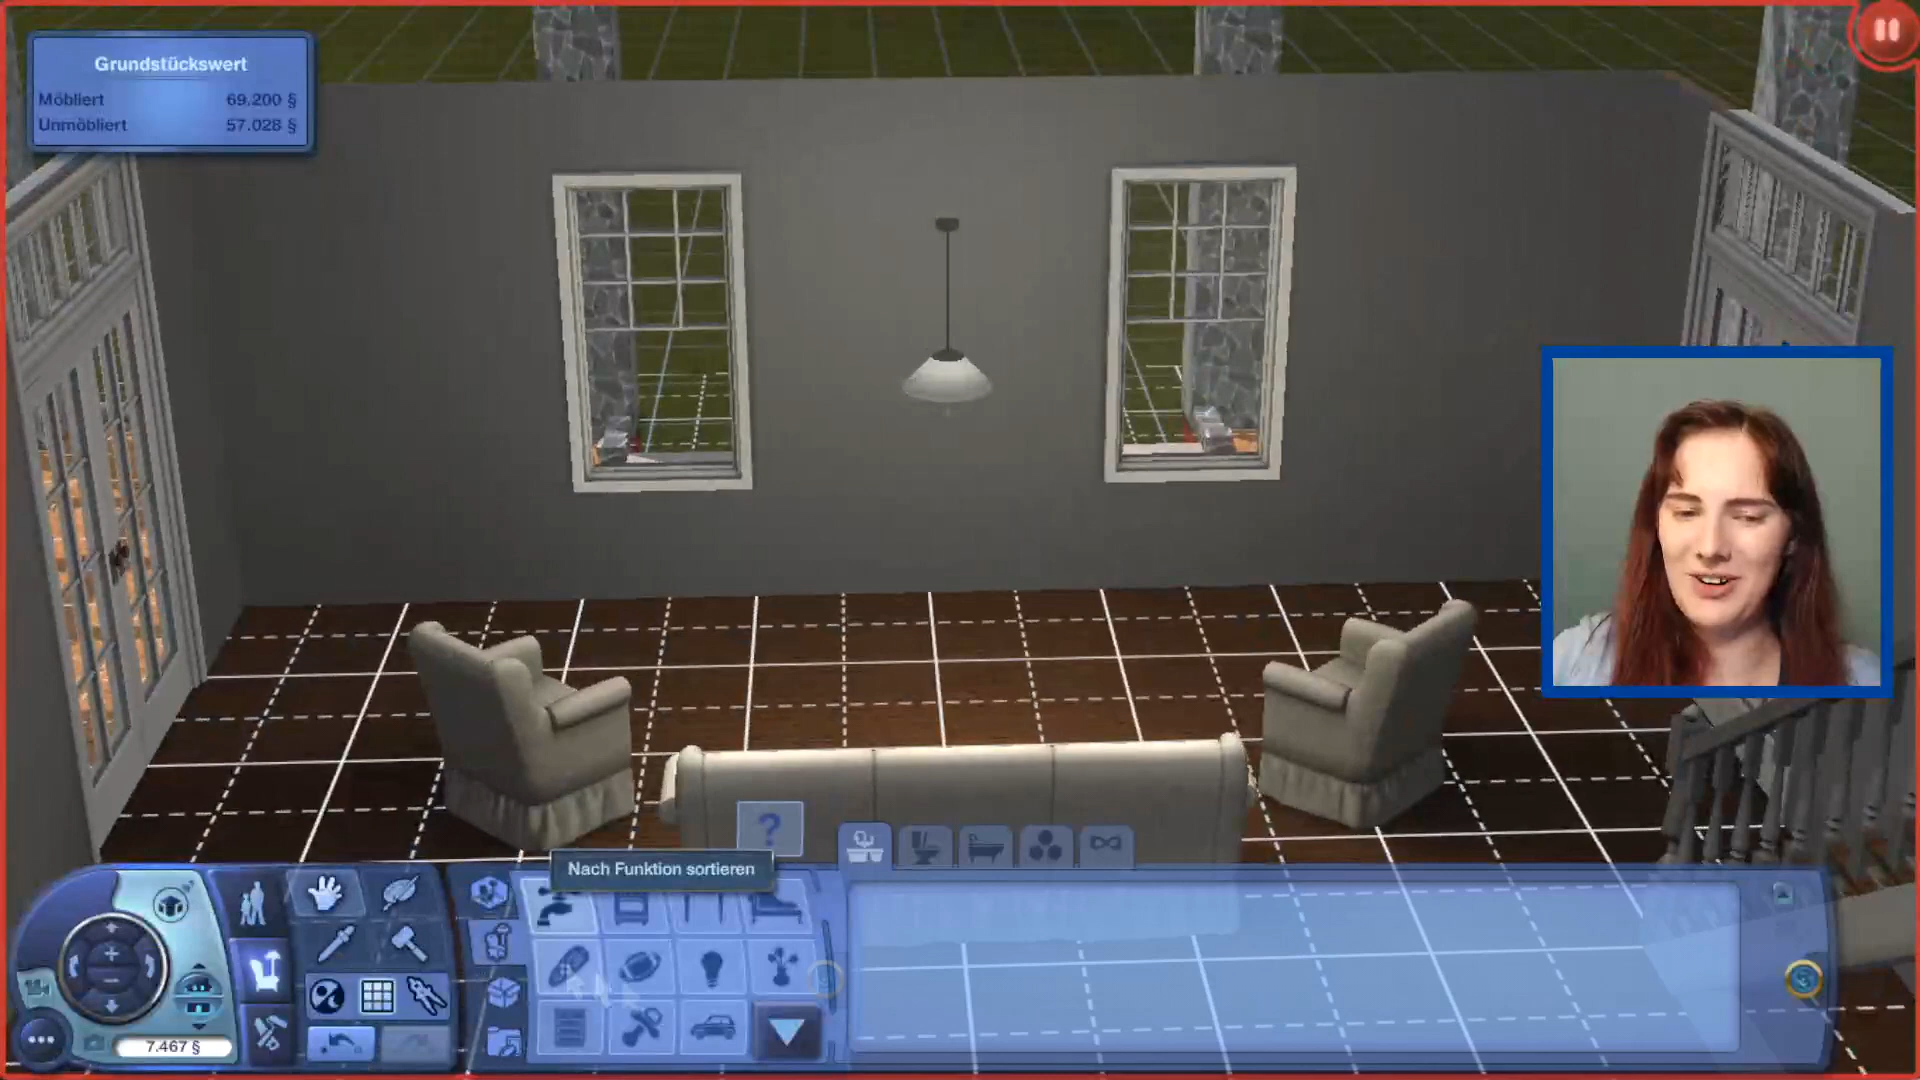 Grundstückswert
Möbliert 69.200 §
Unmöbliert 57.028 §
?
Nach Funktion sortieren
7.467 §